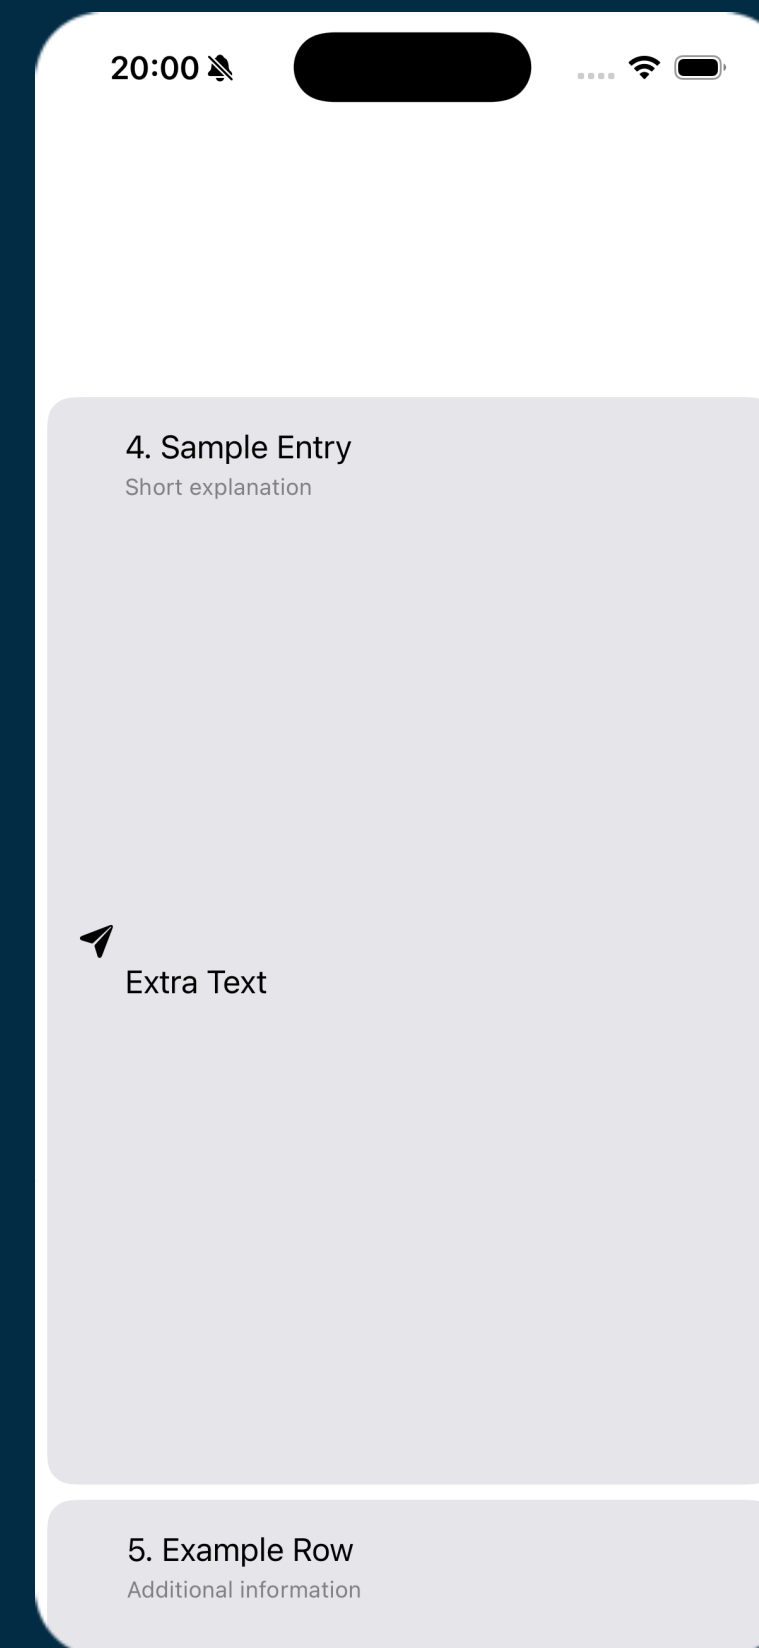 20:00
4. Sample Entry
Short explanation
Extra Text
5. Example Row
Additional information